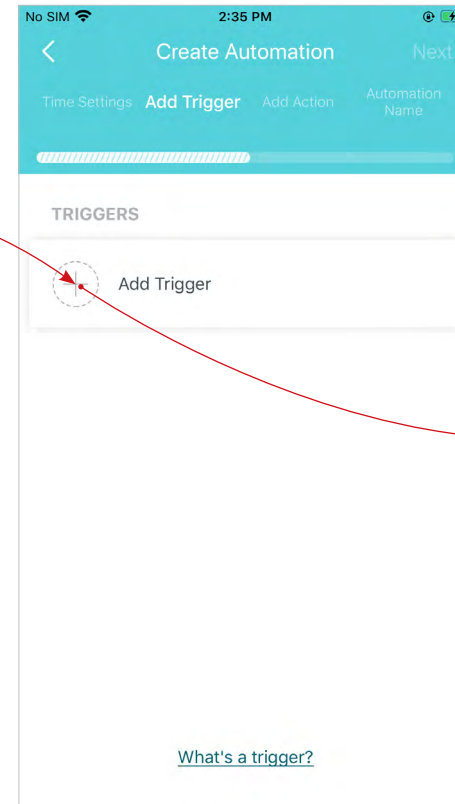 No SIM 2:35 PM
Create Automation Next
Time Settings Add Trigger Add Action Automation Name
TRIGGERS
Add Trigger
What's a trigger?